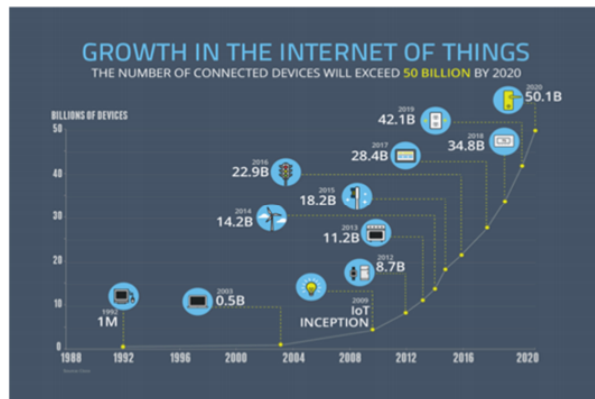 GROWTH IN THE INTERNET OF THINGS
THE NUMBER OF CONNECTED DEVICES WILL EXCEED 50 BILLION BY 2020
BILLIONS OF DEVICES
50
40
30
20
10
0
1992
1M
2003
0.5B
2009
IoT
INCEPTION
2012
8.7B
2013
11.2B
2014
14.2B
2015
18.2B
2016
22.9B
2017
28.4B
2018
34.8B
2019
42.1B
2020
50.1B
1988 1992 1996 2000 2004 2008 2012 2016 2020